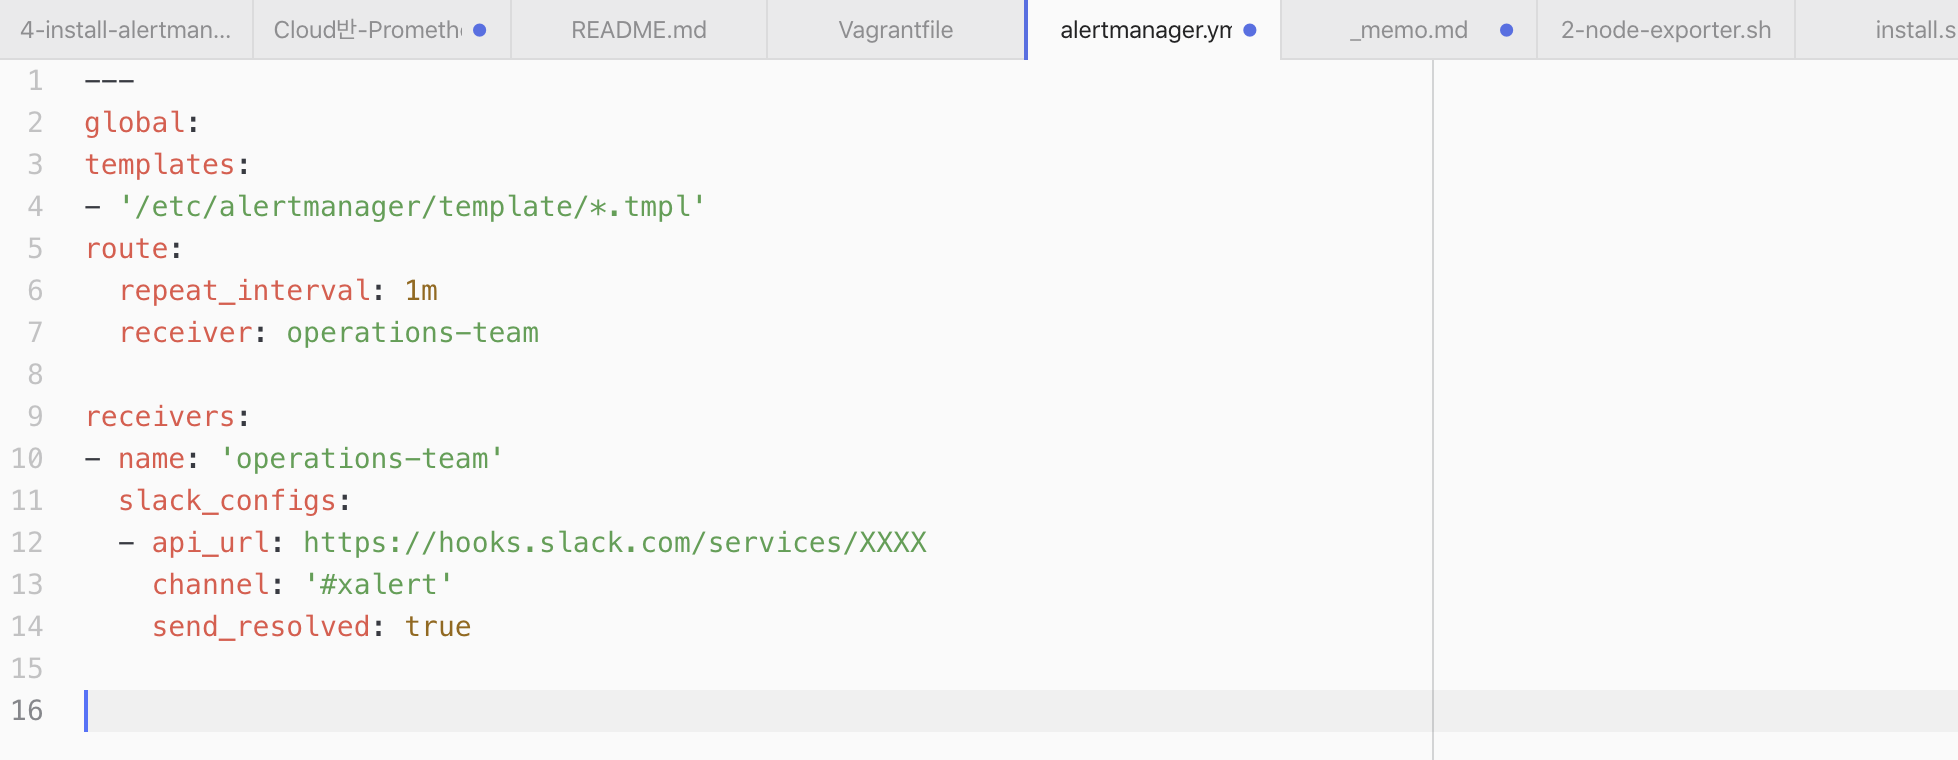 4-install-alertman...
Cloud반-Prometh
README.md
Vagrantfile
alertmanager.ym
_memo.md
2-node-exporter.sh
install.s
1 ---
2 global:
3 templates:
4 - '/etc/alertmanager/template/*.tmpl'
5 route:
6   repeat_interval: 1m
7   receiver: operations-team
8
9 receivers:
10 - name: 'operations-team'
11   slack_configs:
12   - api_url: https://hooks.slack.com/services/XXXX
13     channel: '#xalert'
14     send_resolved: true
15
16